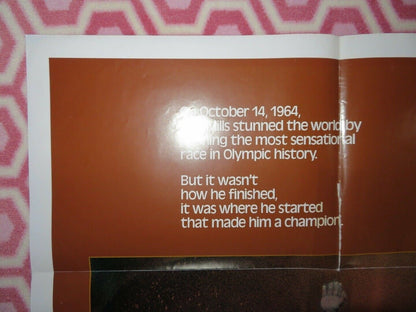 October 14, 1964,
stunned the world by
the most sensational
race in Olympic history.
But it wasn't
how he finished,
it was where he started
that made him a champion.